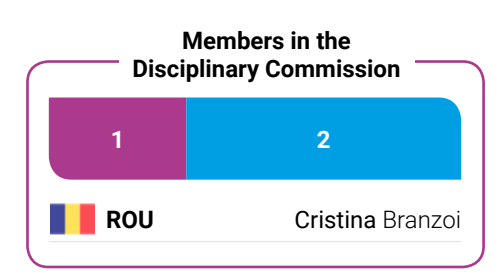 Members in the
Disciplinary Commission
1 2
ROU Cristina Branzoi